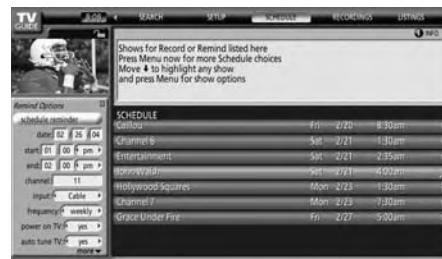 TV
GUIDE
SEARCH SETUP SCHEDULE RECORDINGS LISTINGS
INFO
Shows for Record or Remind listed here
Press Menu now for more Schedule choices
Move to highlight any show
and press Menu for show options
Remind Options
schedule reminder
date: 02 / 26 / 04
start: 01 : 00 pm
end: 02 : 00 pm
channel: 11
input: Cable
frequency: weekly
power on TV: yes
auto tune TV: yes
more
SCHEDULE
Caillou Fri 2/20 8:30am
Channel 6 Sat 2/21 1:30am
Entertainment Sat 2/21 2:35am
John Walsh Sat 2/21 4:00am
Hollywood Squares Mon 2/23 1:30am
Channel 7 Mon 2/23 7:30am
Grace Under Fire Fri 2/27 5:00am